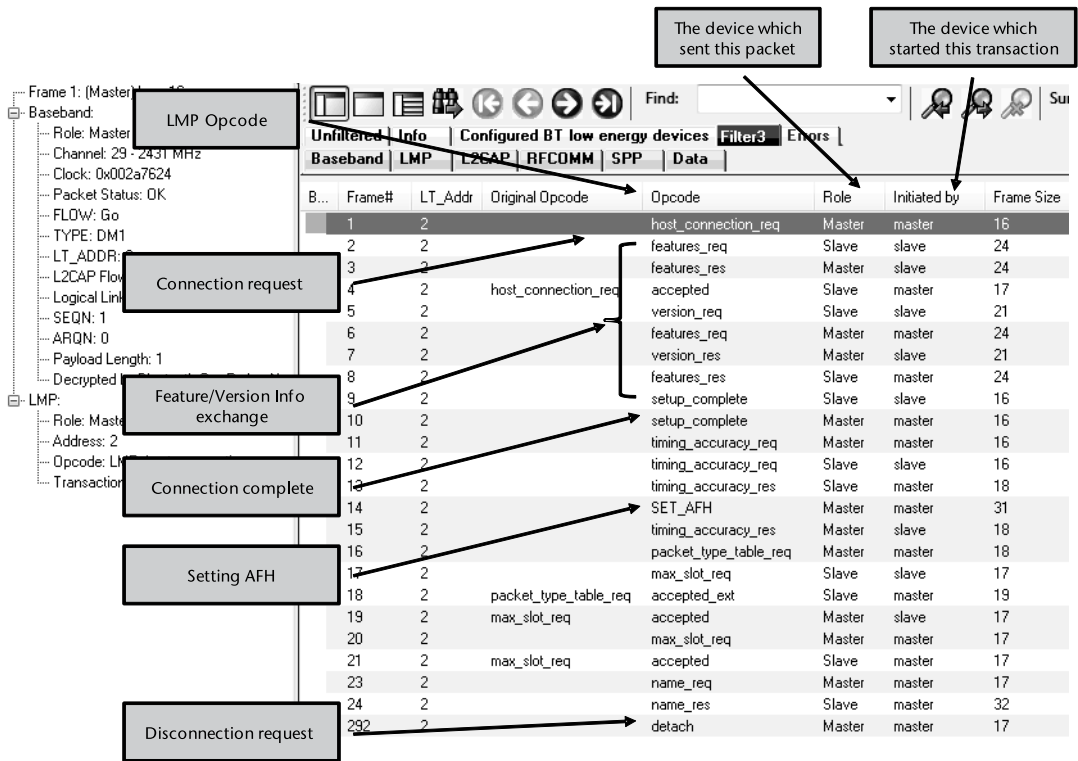 The device which
sent this packet
The device which
started this transaction
Frame 1: (Master)
Baseband:
Role: Master
Channel: 29 - 2431 MHz
Clock: 0x002a7624
Packet Status: OK
FLOW: Go
TYPE: DM1
LT_ADDR:
L2CAP Flow
Logical Link
SEQN: 1
ARQN: 0
Payload Length: 1
Decrypted
LMP:
Role: Maste
Address: 2
Opcode: LM
Transaction
LMP Opcode
Connection request
Feature/Version Info
exchange
Connection complete
Setting AFH
Disconnection request
Find:
Sur
Unfiltered Info Configured BT low energy devices Filter3 Errors
Baseband LMP L2CAP RFCOMM SPP Data
B... Frame# LT_Addr Original Opcode Opcode Role Initiated by Frame Size
1 2 host_connection_req Master master 16
2 2 features_req Slave slave 24
3 2 features_res Master slave 24
4 2 host_connection_req accepted Slave master 17
5 2 version_req Slave slave 21
6 2 features_req Master master 24
7 2 version_res Master slave 21
8 2 features_res Slave master 24
9 2 setup_complete Slave slave 16
10 2 setup_complete Master master 16
11 2 timing_accuracy_req Master master 16
12 2 timing_accuracy_req Slave slave 16
13 2 timing_accuracy_res Slave master 18
14 2 SET_AFH Master master 31
15 2 timing_accuracy_res Master slave 18
16 2 packet_type_table_req Master master 18
17 2 max_slot_req Slave slave 17
18 2 packet_type_table_req accepted_ext Slave master 19
19 2 max_slot_req accepted Master slave 17
20 2 max_slot_req Master master 17
21 2 max_slot_req accepted Slave master 17
23 2 name_req Master master 17
24 2 name_res Slave master 32
292 2 detach Master master 17